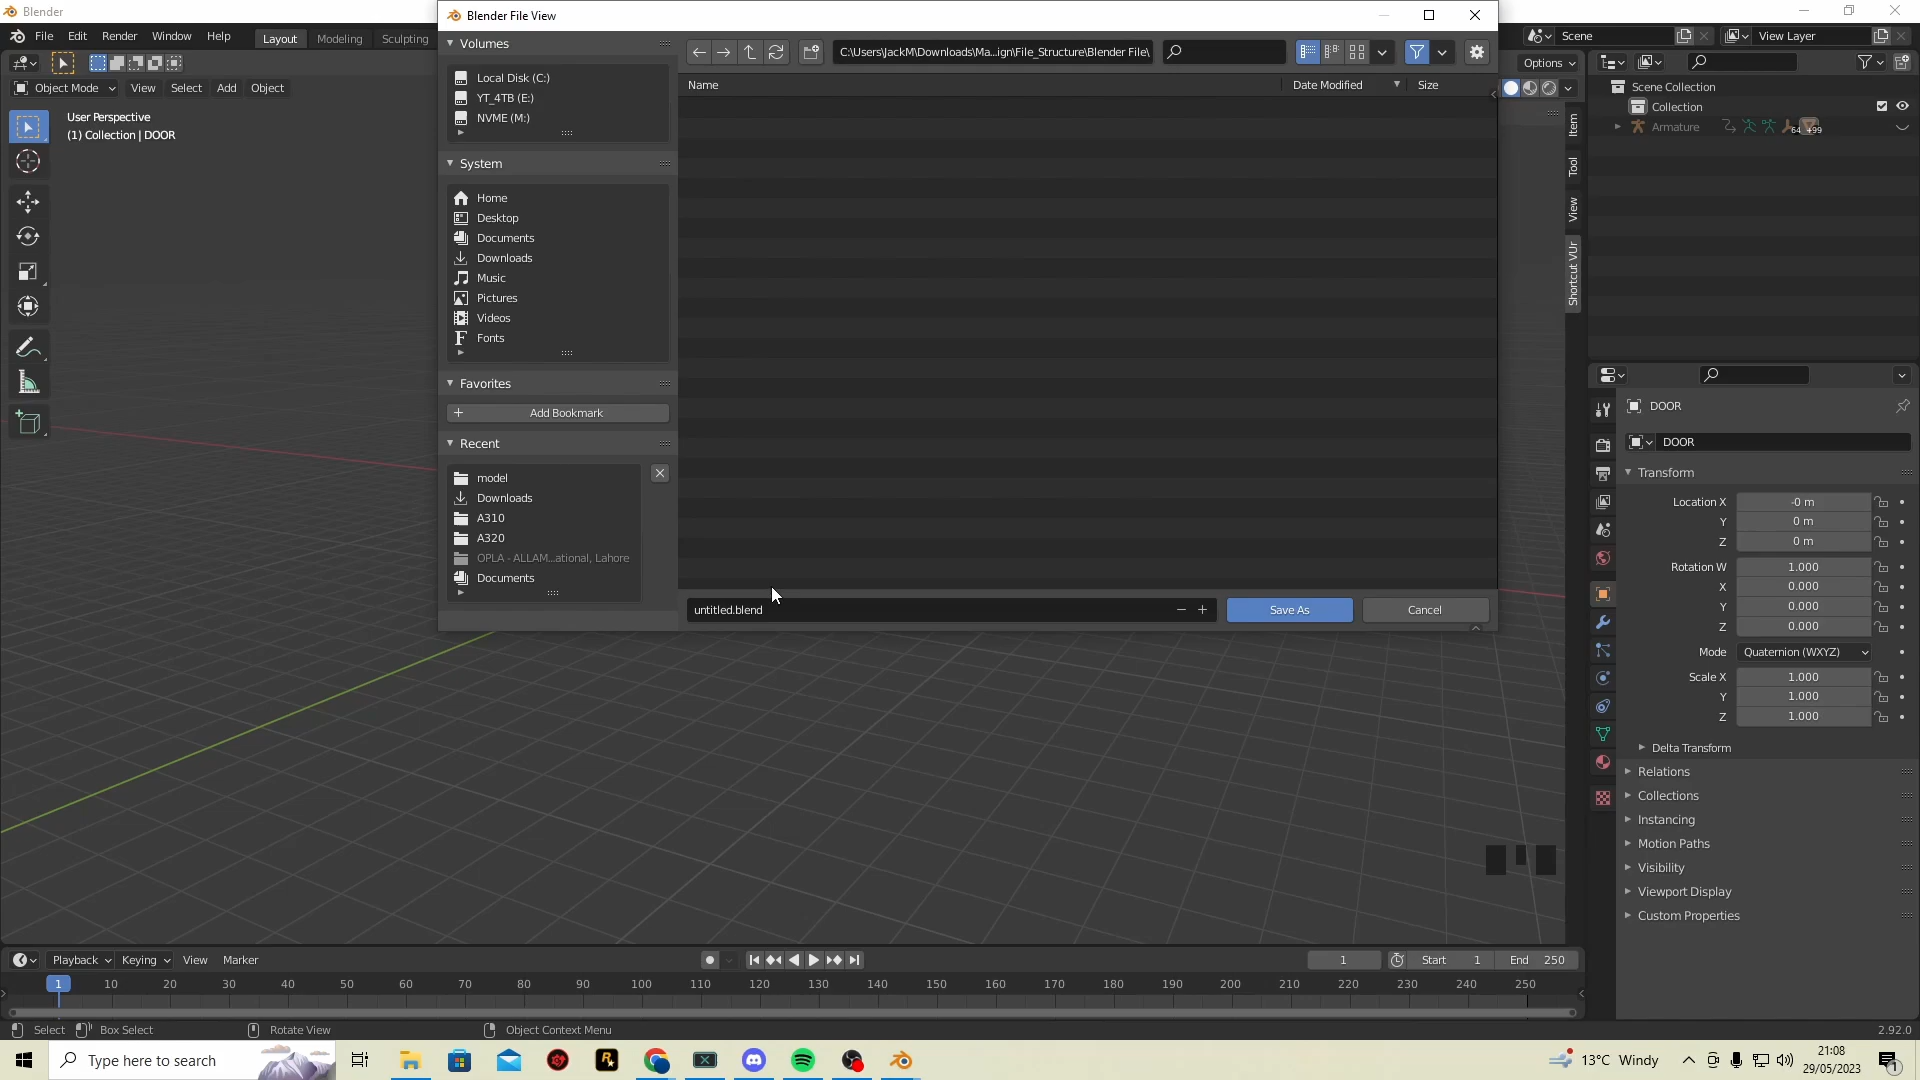 Blender
Blender File View
File Edit Render Window Help Layout Modeling Sculpting
Scene View Layer
Volumes
C:\Users\JackM\Downloads\Ma...ign\File_Structure\Blender File\
Options
Object Mode View Select Add Object
Local Disk (C:)
YT_4TB (E:)
NVME (M:)
Name Date Modified Size
User Perspective
(1) Collection | DOOR
Scene Collection
Collection
Armature
64 +99
Item
Tool
View
Shortcut VUr
System
Home
Desktop
Documents
Downloads
Music
Pictures
Videos
Fonts
Favorites
Add Bookmark
Recent
model
Downloads
A310
A320
OPLA - ALLAM...ational, Lahore
Documents
untitled.blend Save As Cancel
DOOR
DOOR
Transform
Location X -0 m
Y 0 m
Z 0 m
Rotation W 1.000
X 0.000
Y 0.000
Z 0.000
Mode Quaternion (WXYZ)
Scale X 1.000
Y 1.000
Z 1.000
Delta Transform
Relations
Collections
Instancing
Motion Paths
Visibility
Viewport Display
Custom Properties
Playback Keying View Marker 1 Start 1 End 250
1 10 20 30 40 50 60 70 80 90 100 110 120 130 140 150 160 170 180 190 200 210 220 230 240 250
Select Box Select Rotate View Object Context Menu 2.92.0
Type here to search
13°C Windy
21:08
29/05/2023
1